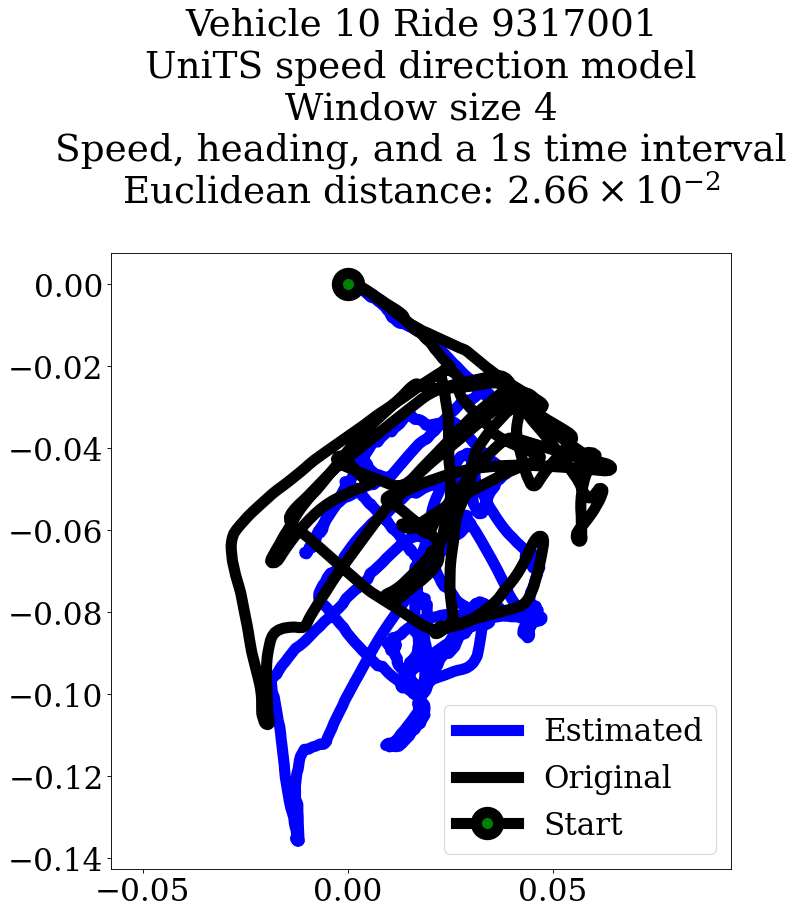 Vehicle 10 Ride 9317001
UniTS speed direction model
Window size 4
Speed, heading, and a 1s time interval
Euclidean distance: 2.66 × 10⁻²
0.00
−0.02
−0.04
−0.06
−0.08
−0.10
−0.12
−0.14
−0.05 0.00 0.05
Estimated
Original
Start